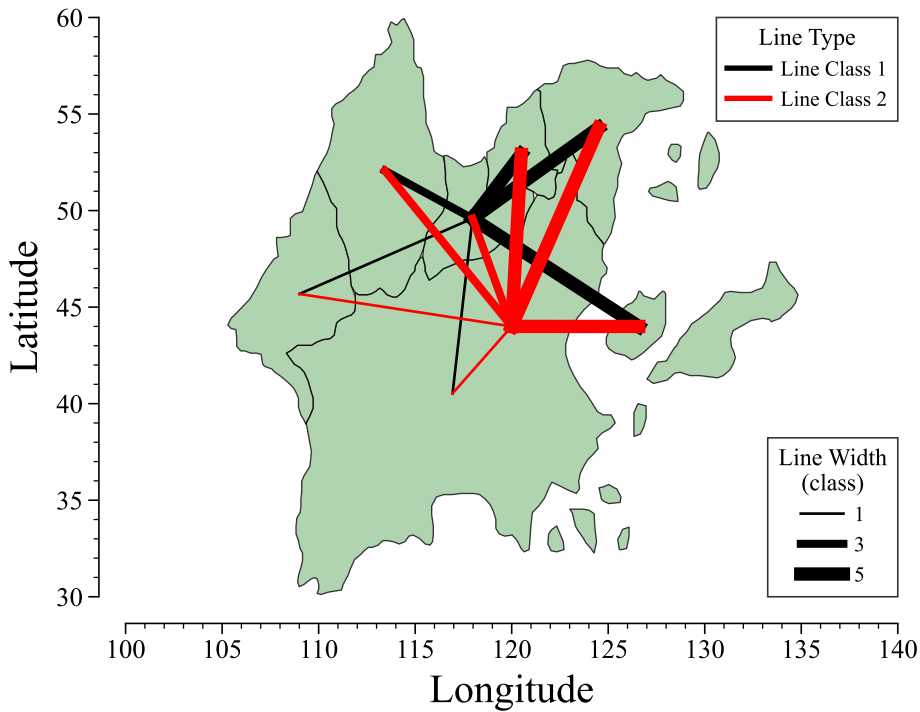 60
55
50
45
40
35
30
Latitude
Line Type
Line Class 1
Line Class 2
Line Width
(class)
1
3
5
100 110 115 120 125 130 135 140
105
Longitude